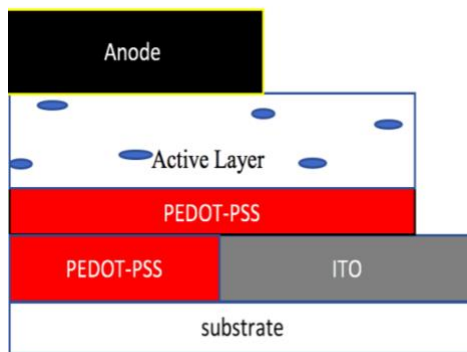 Anode
Active Layer
PEDOT-PSS
PEDOT-PSS ITO
substrate